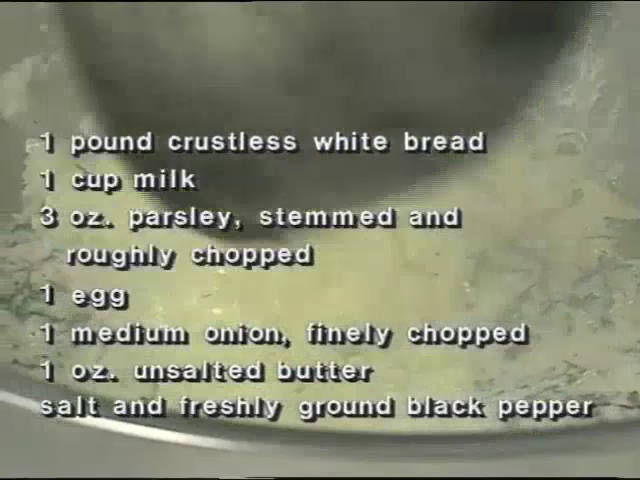 1 pound crustless white bread
1 cup milk
3 oz. parsley, stemmed and
roughly chopped
1 egg
1 medium onion, finely chopped
1 oz. unsalted butter
salt and freshly ground black pepper